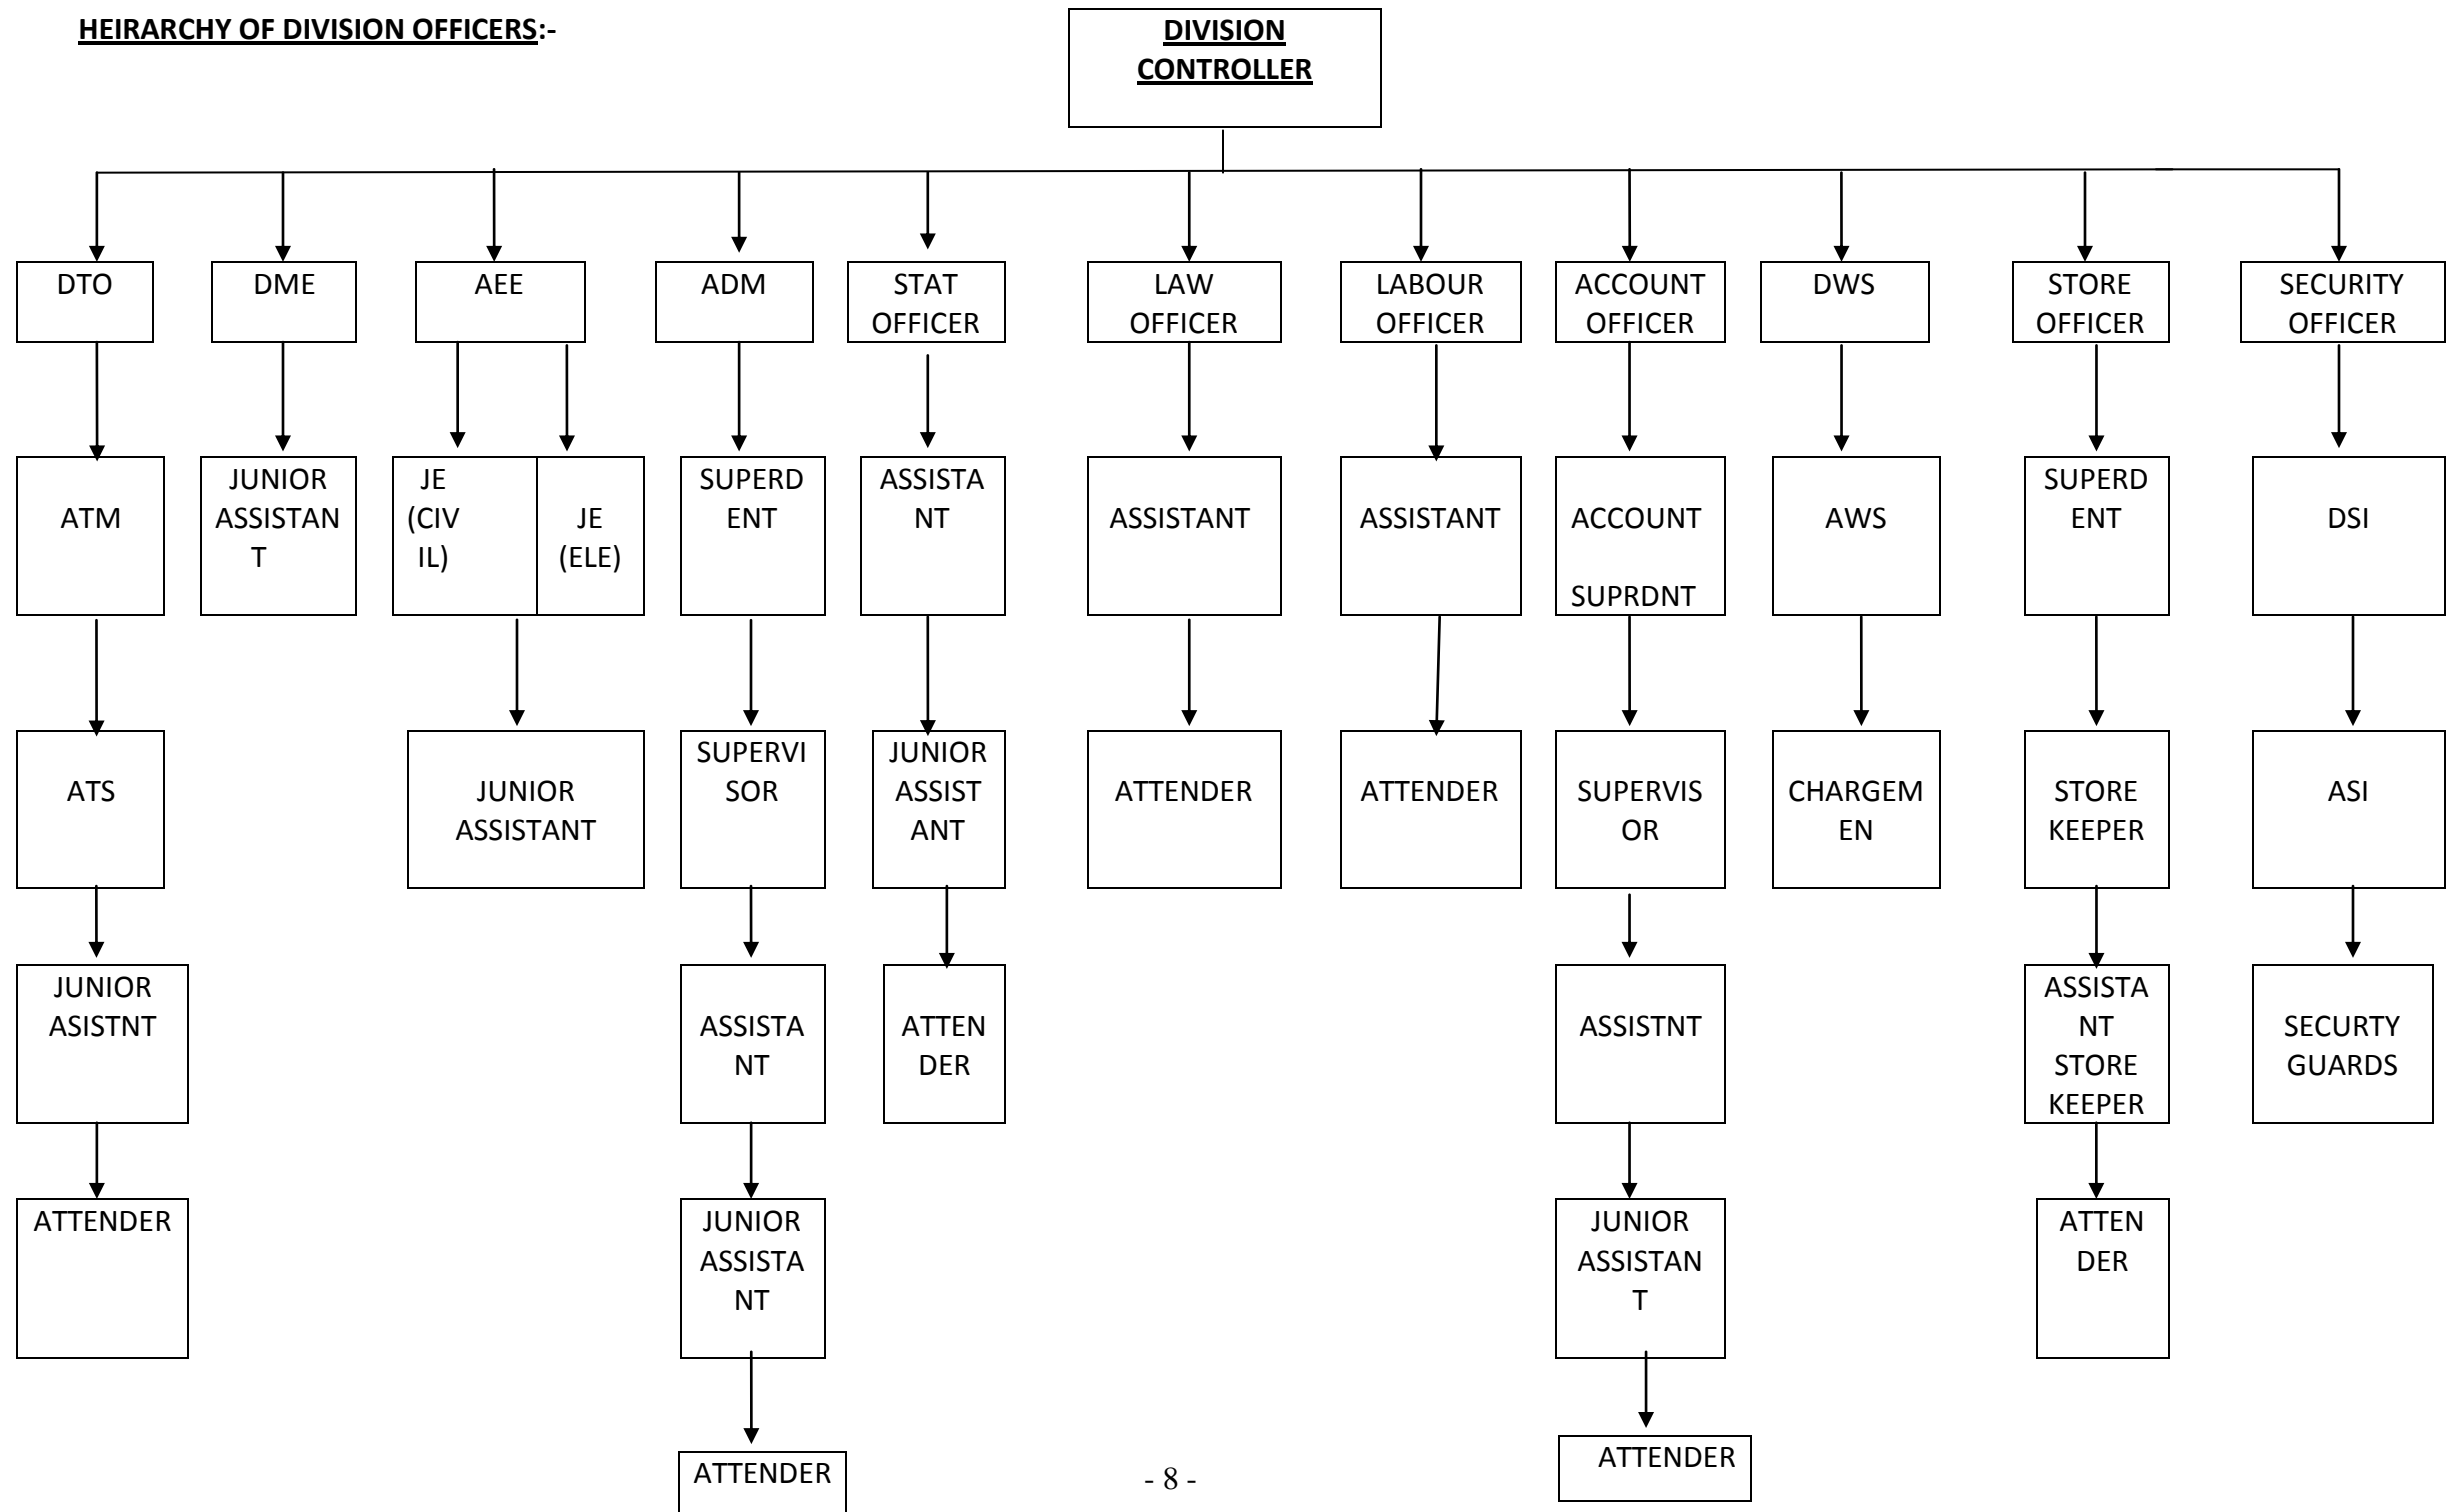 HEIRARCHY OF DIVISION OFFICERS:-
DIVISION
CONTROLLER
DTO
DME
AEE
ADM
STAT
OFFICER
LAW
OFFICER
LABOUR
OFFICER
ACCOUNT
OFFICER
DWS
STORE
OFFICER
SECURITY
OFFICER
ATM
JUNIOR
ASSISTAN
T
JE
(CIV
IL)
JE
(ELE)
SUPERD
ENT
ASSISTA
NT
ASSISTANT
ASSISTANT
ACCOUNT
SUPRDNT
AWS
SUPERD
ENT
DSI
ATS
JUNIOR
ASSISTANT
SUPERVI
SOR
JUNIOR
ASSIST
ANT
ATTENDER
ATTENDER
SUPERVIS
OR
CHARGEM
EN
STORE
KEEPER
ASI
JUNIOR
ASISTNT
ASSISTA
NT
ATTEN
DER
ASSISTNT
ASSISTA
NT
STORE
KEEPER
SECURTY
GUARDS
ATTENDER
JUNIOR
ASSISTA
NT
JUNIOR
ASSISTAN
T
ATTEN
DER
ATTENDER
ATTENDER
- 8 -